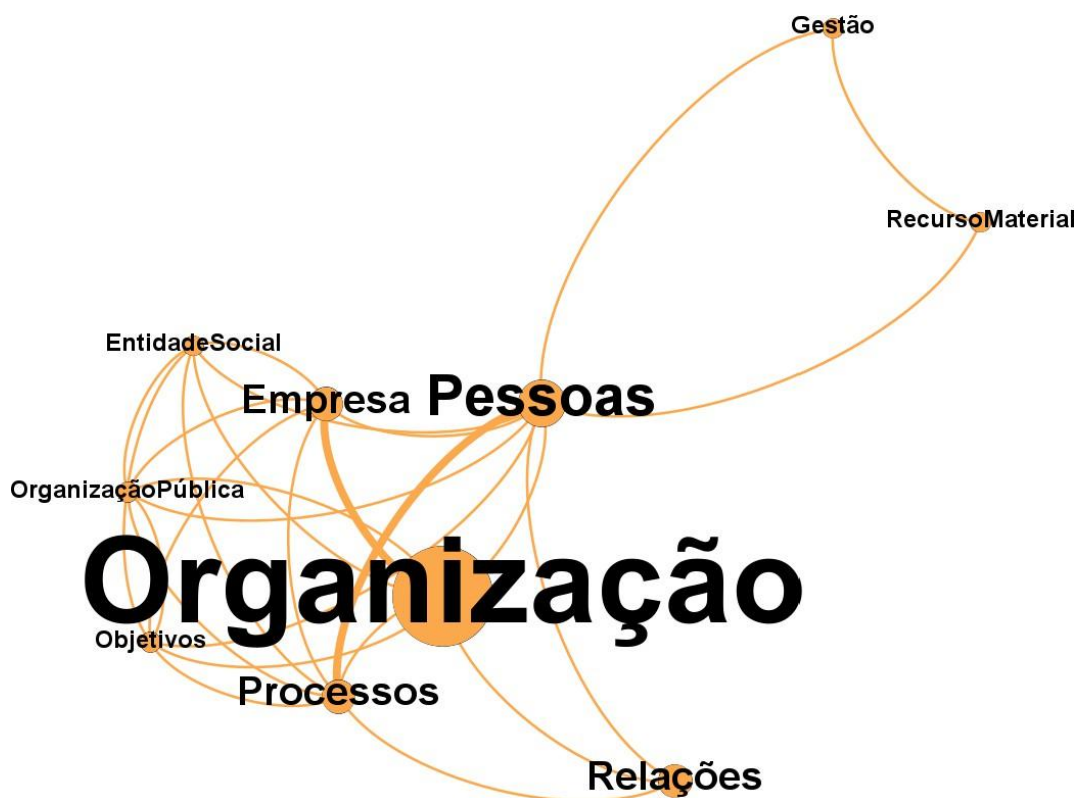 Gestão
RecursoMaterial
EntidadeSocial
Empresa
Pessoas
OrganizaçãoPública
Organização
Objetivos
Processos
Relações